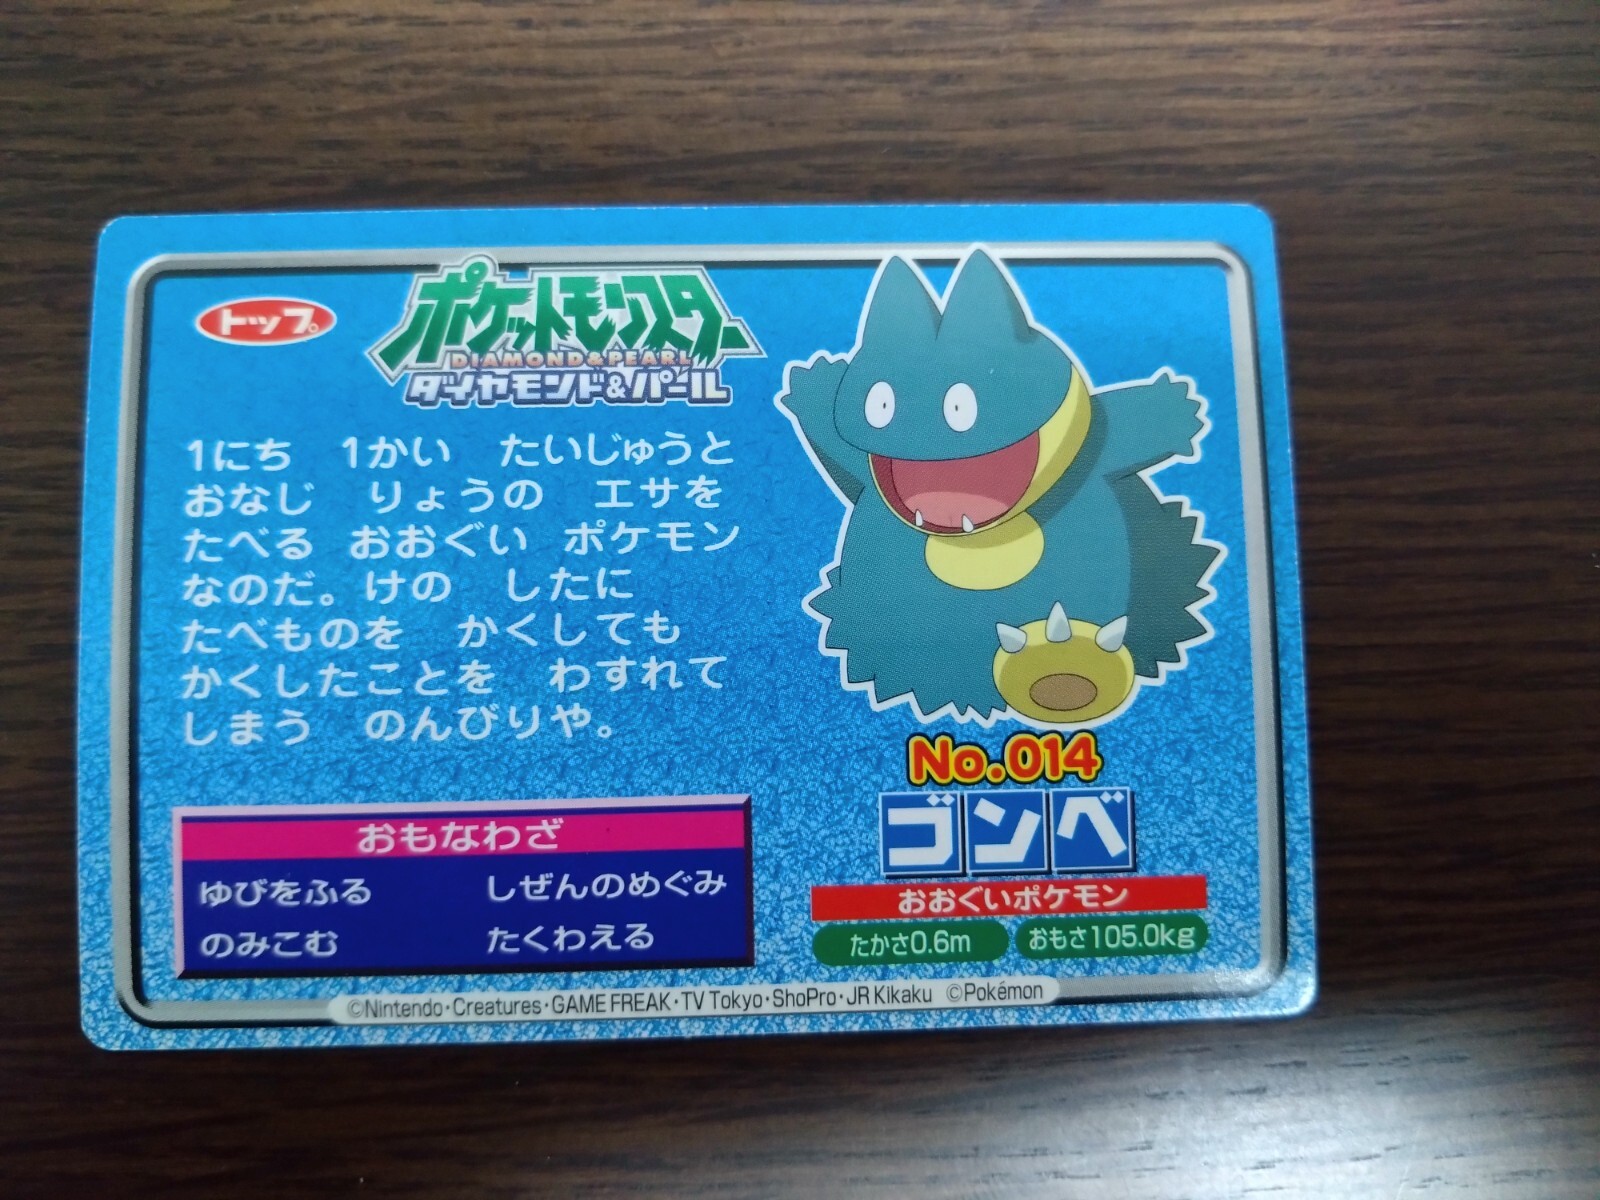 トップ。
ポケットモンスター
DIAMOND&PEARL
ダイヤモンド&パール
1にち 1かい たいじゅうと
おなじ りょうの エサを
たべる おおぐい ポケモン
なのだ。けの したに
たべものを かくしても
かくしたことを わすれて
しまう のんびりや。
おもなわざ
ゆびをふる しぜんのめぐみ
のみこむ たくわえる
No.014
ゴンベ
おおぐいポケモン
たかさ0.6m おもさ105.0kg
©Nintendo・Creatures・GAME FREAK・TV Tokyo・ShoPro・JR Kikaku ©Pokémon